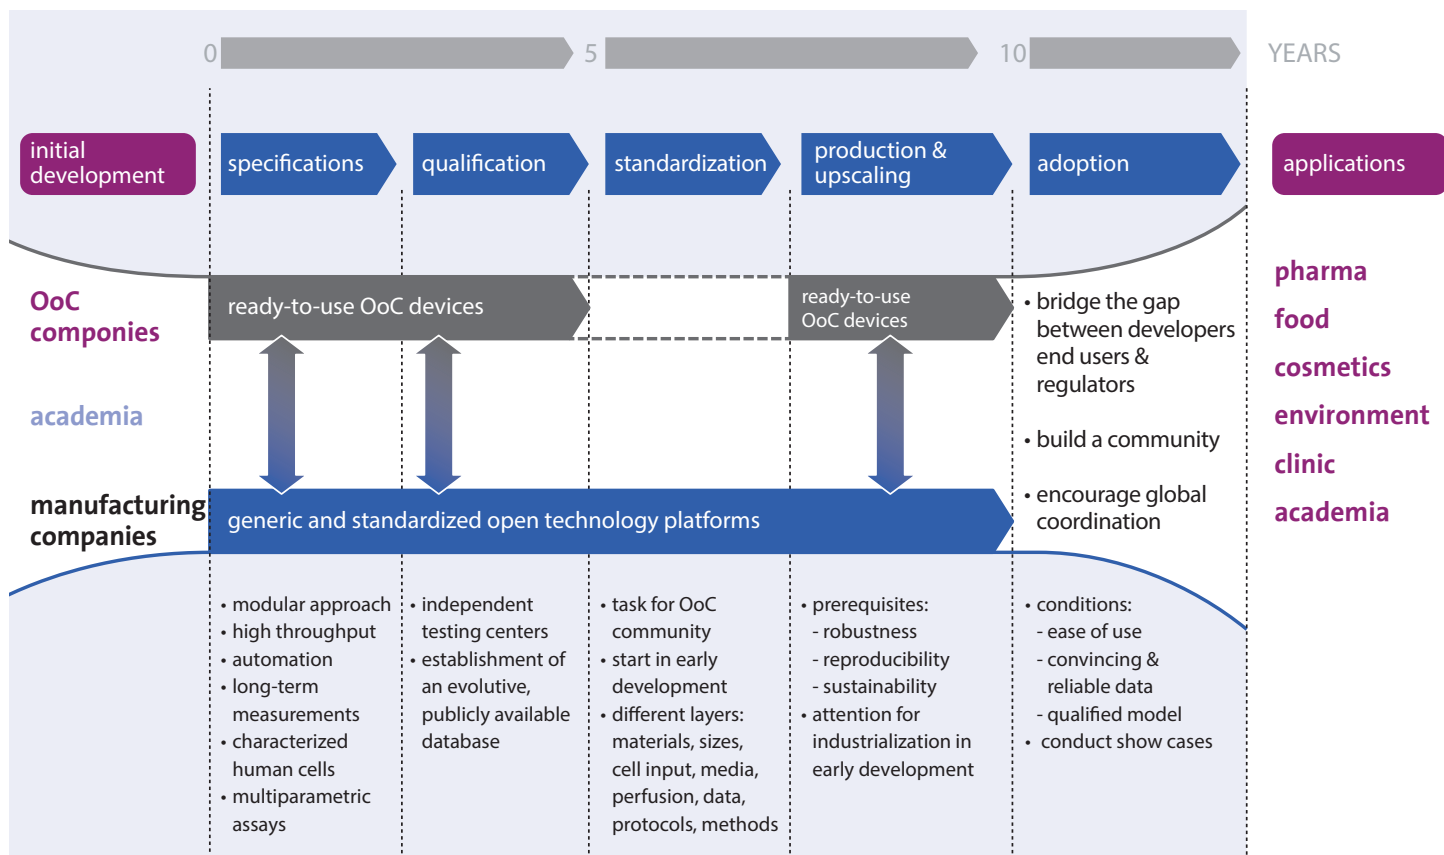 0
5
10
YEARS
initial
development
specifications
qualification
standardization
production &
upscaling
adoption
applications
OoC
componies
academia
manufacturing
companies
ready-to-use OoC devices
ready-to-use
OoC devices
generic and standardized open technology platforms
• bridge the gap
between developers
end users &
regulators
• build a community
• encourage global
coordination
pharma
food
cosmetics
environment
clinic
academia
• modular approach
• high throughput
• automation
• long-term
measurements
• characterized
human cells
• multiparametric
assays
• independent
testing centers
• establishment of
an evolutive,
publicly available
database
• task for OoC
community
• start in early
development
• different layers:
materials, sizes,
cell input, media,
perfusion, data,
protocols, methods
• prerequisites:
- robustness
- reproducibility
- sustainability
• attention for
industrialization in
early development
• conditions:
- ease of use
- convincing &
reliable data
- qualified model
• conduct show cases